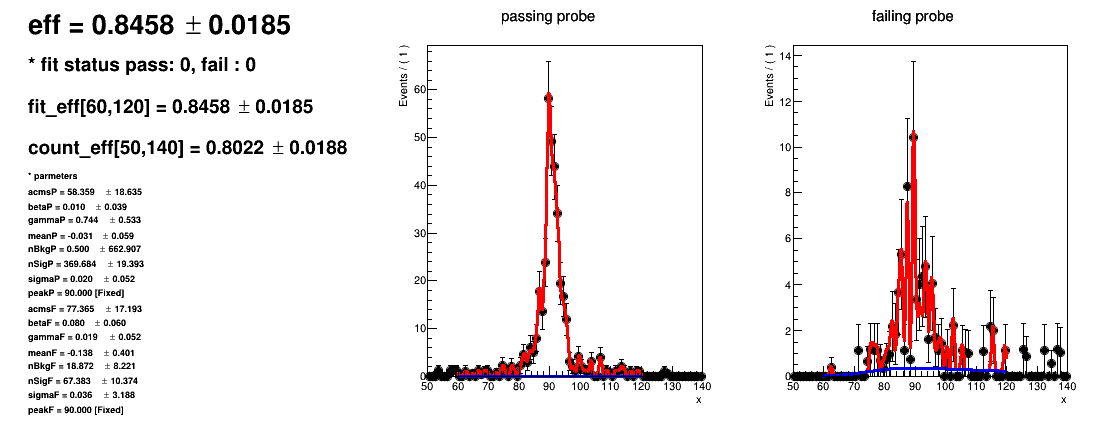 eff = 0.8458 ± 0.0185
* fit status pass: 0, fail : 0
fit_eff[60,120] = 0.8458 ± 0.0185
count_eff[50,140] = 0.8022 ± 0.0188
* parmeters
acmsP = 58.359 ± 18.635
betaP = 0.010 ± 0.039
gammaP = 0.744 ± 0.533
meanP = -0.031 ± 0.059
nBkgP = 0.500 ± 662.907
nSigP = 369.684 ± 19.393
sigmaP = 0.020 ± 0.052
peakP = 90.000 [Fixed]
acmsF = 77.365 ± 17.193
betaF = 0.080 ± 0.060
gammaF = 0.019 ± 0.052
meanF = -0.138 ± 0.401
nBkgF = 18.872 ± 8.221
nSigF = 67.383 ± 10.374
sigmaF = 0.036 ± 3.188
peakF = 90.000 [Fixed]
passing probe
Events / ( 1 )
60
50
40
30
20
10
0
50 60 70 80 90 100 110 120 130 140
x
failing probe
Events / ( 1 )
14
12
10
8
6
4
2
0
50 60 70 80 90 100 110 120 130 140
x